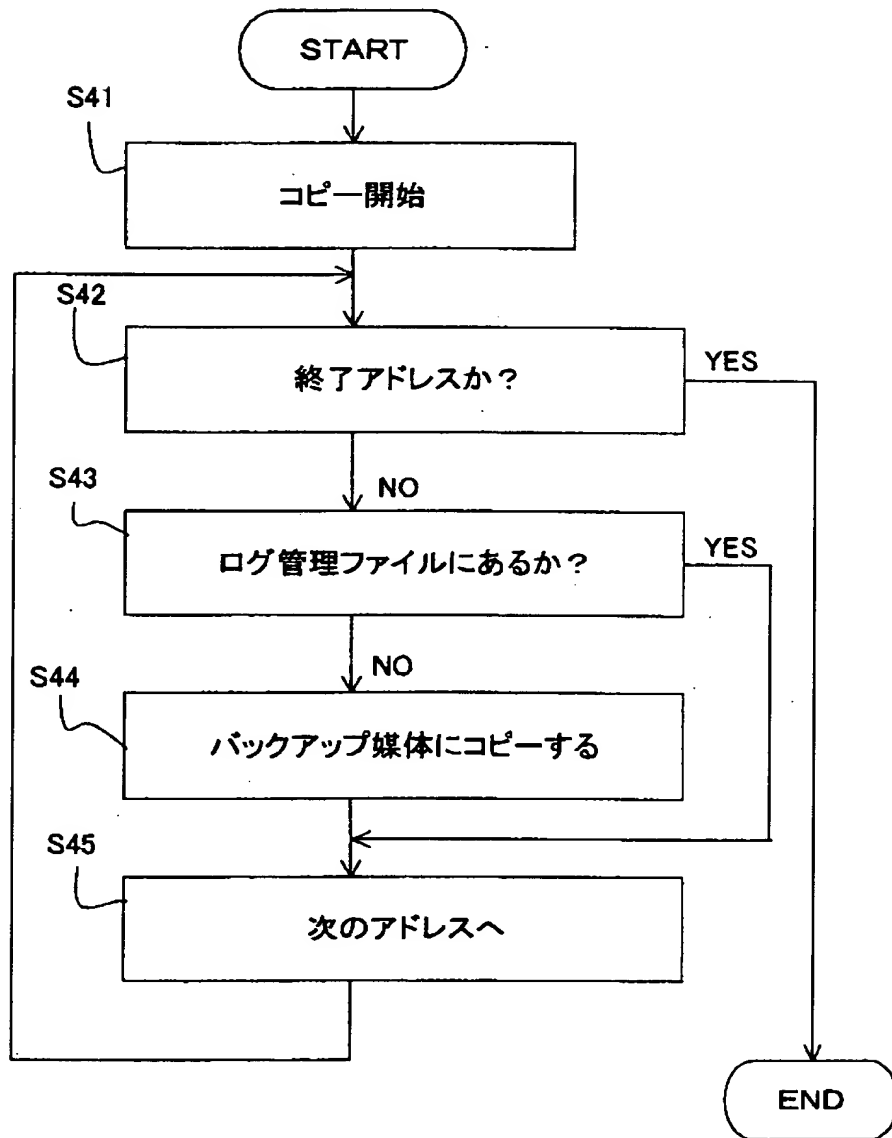 START
S41
コピー開始
S42
終了アドレスか？
YES
NO
S43
ログ管理ファイルにあるか？
YES
NO
S44
バックアップ媒体にコピーする
S45
次のアドレスへ
END